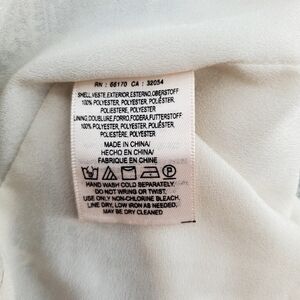 RN : 66170 CA : 32054
SHELL,VESTE,EXTERIOR,ESTERNO,OBERSTOFF
100% POLYESTER, POLYESTER, POLIÉSTER,
POLIESTERE, POLYESTER
LINING,DOUBLURE,FORRO,FODERA,FUTTERSTOFF
100% POLYESTER, POLYESTER, POLIÉSTER,
POLIESTERE, POLYESTER
MADE IN CHINA/
HECHO EN CHINA/
FABRIQUE EN CHINE
HAND WASH COLD SEPARATELY.
DO NOT WRING OR TWIST.
USE ONLY NON-CHLORINE BLEACH.
LINE DRY, LOW IRON AS NEEDED,
MAY BE DRY CLEANED